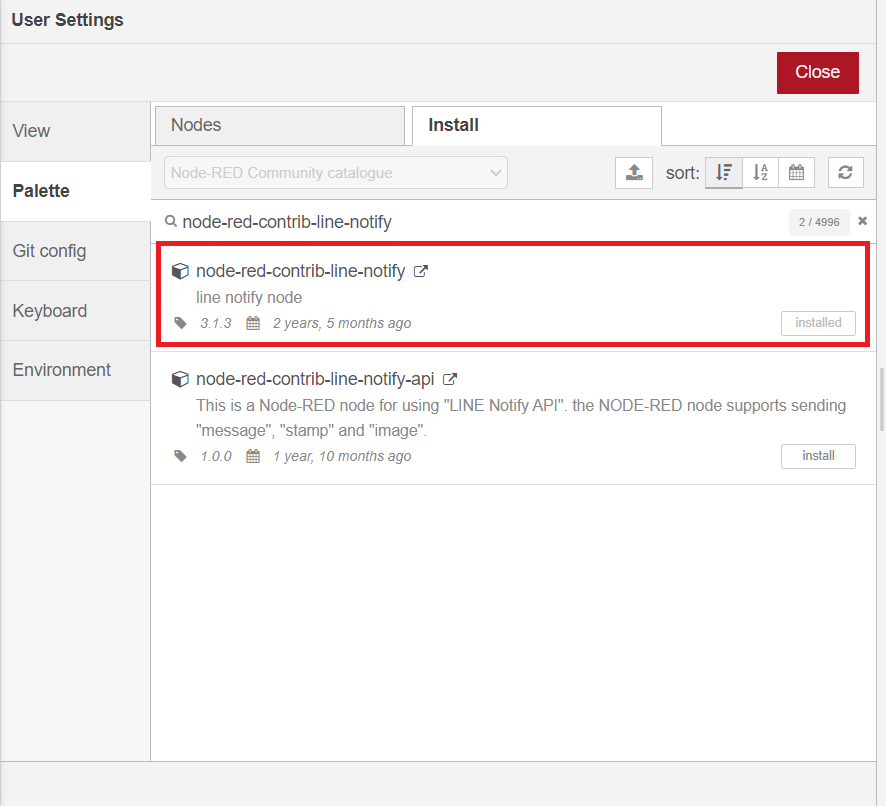 User Settings
Close
View
Palette
Git config
Keyboard
Environment
Nodes
Install
Node-RED Community catalogue
sort:
node-red-contrib-line-notify
2 / 4996
node-red-contrib-line-notify
line notify node
3.1.3 2 years, 5 months ago
installed
node-red-contrib-line-notify-api
This is a Node-RED node for using "LINE Notify API". the NODE-RED node supports sending
"message", "stamp" and "image".
1.0.0 1 year, 10 months ago
install